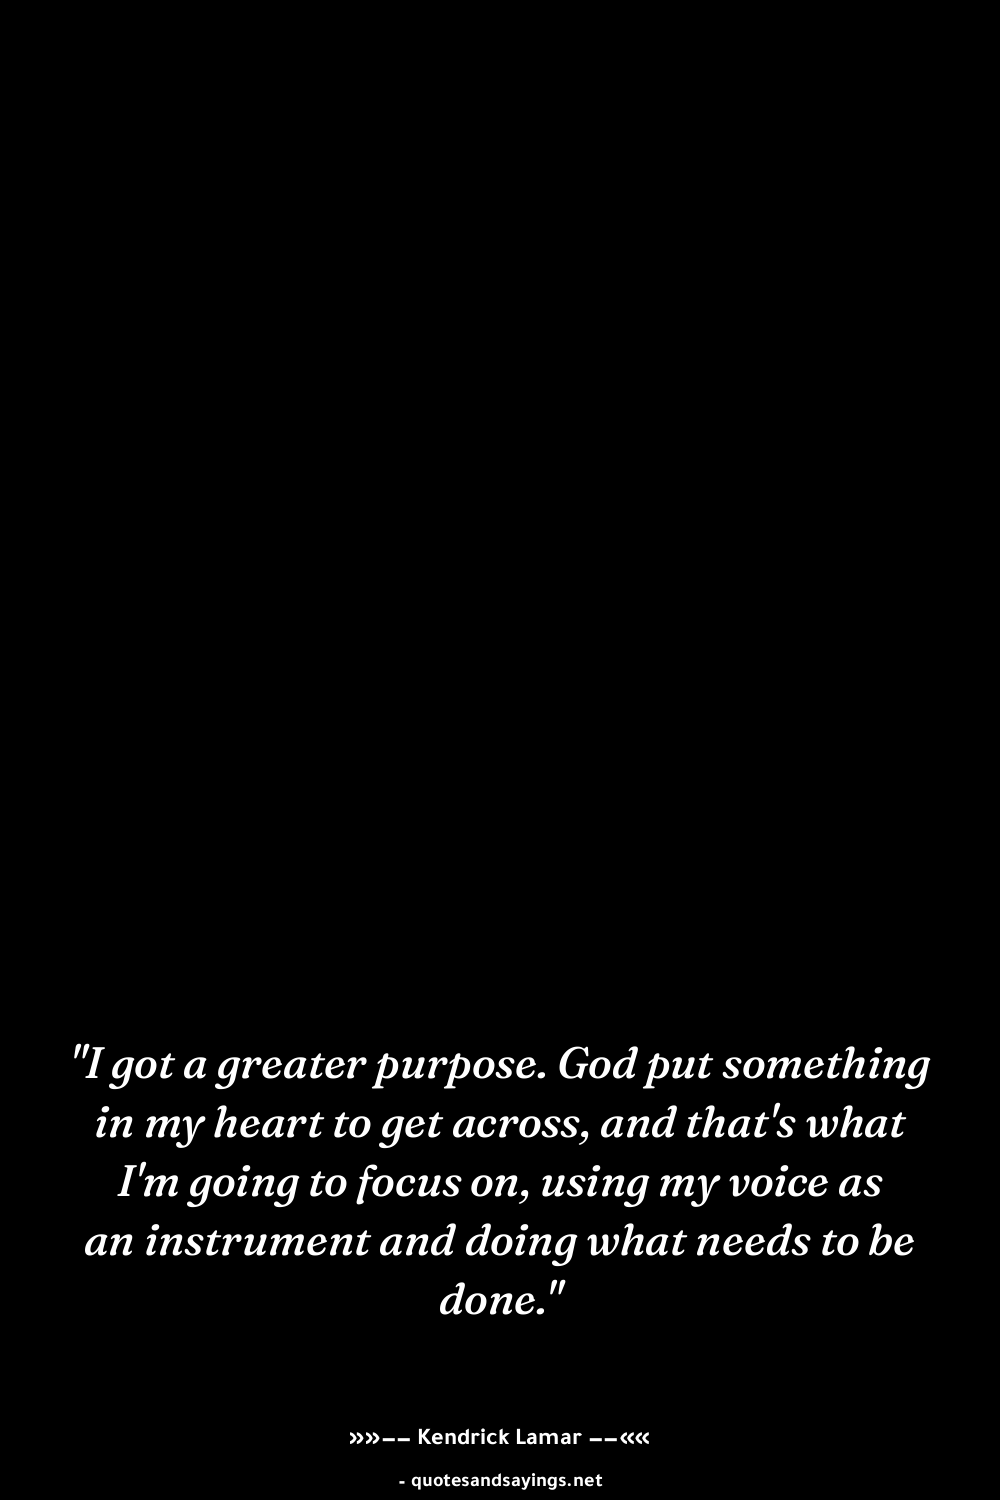 "I got a greater purpose. God put something
in my heart to get across, and that's what
I'm going to focus on, using my voice as
an instrument and doing what needs to be
done."
»»–– Kendrick Lamar ––««
- quotesandsayings.net